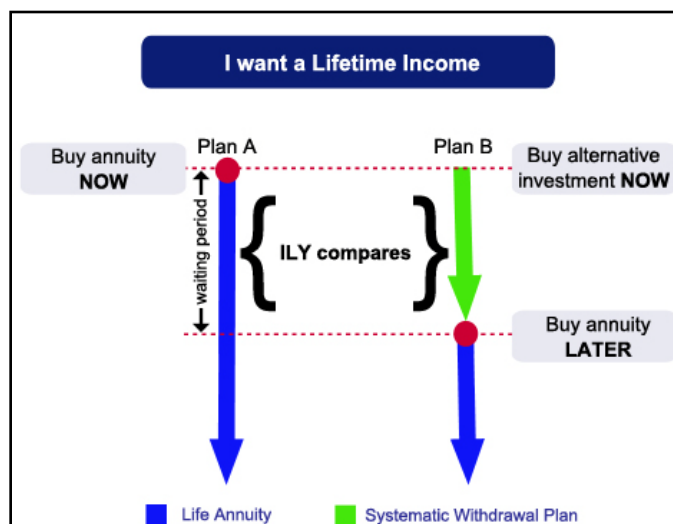 I want a Lifetime Income
Plan A
Plan B
Buy annuity
NOW
Buy alternative
investment NOW
waiting period
ILY compares
Buy annuity
LATER
Life Annuity
Systematic Withdrawal Plan